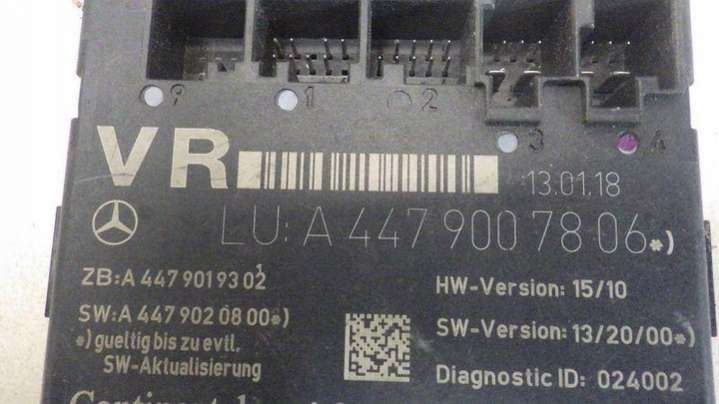 9 1 2 3 4
VR
13.01.18
LU: A 447 900 78 06*)
ZB:A 447 901 93 02
HW-Version: 15/10
SW:A 447 902 08 00*)
SW-Version: 13/20/00*)
*) gueltig bis zu evtl.
SW-Aktualisierung
Diagnostic ID: 024002